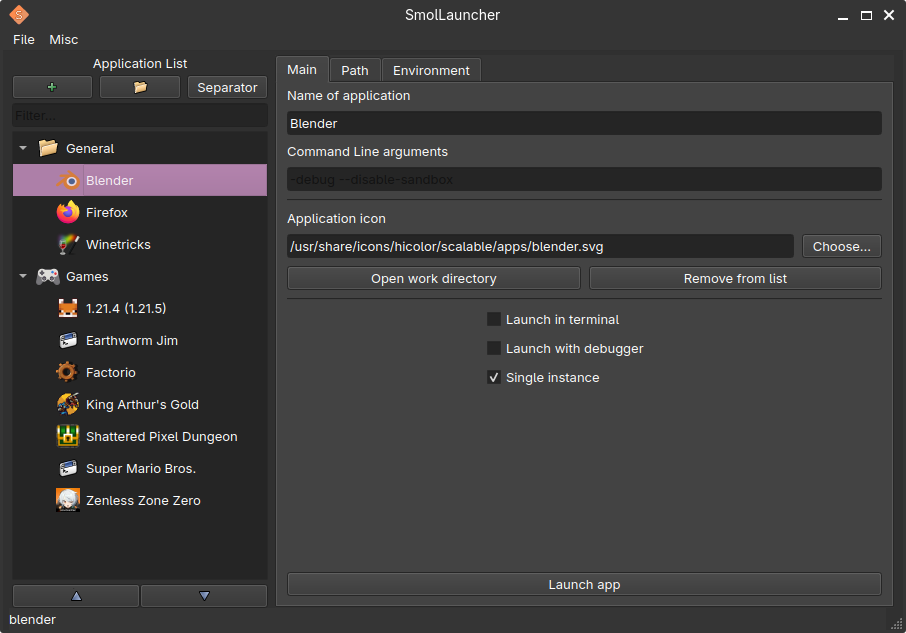 SmolLauncher
File Misc
Application List
Separator
Filter...
General
Blender
Firefox
Winetricks
Games
1.21.4 (1.21.5)
Earthworm Jim
Factorio
King Arthur's Gold
Shattered Pixel Dungeon
Super Mario Bros.
Zenless Zone Zero
Main Path Environment
Name of application
Blender
Command Line arguments
-debug --disable-sandbox
Application icon
/usr/share/icons/hicolor/scalable/apps/blender.svg
Choose...
Open work directory Remove from list
Launch in terminal
Launch with debugger
Single instance
Launch app
blender